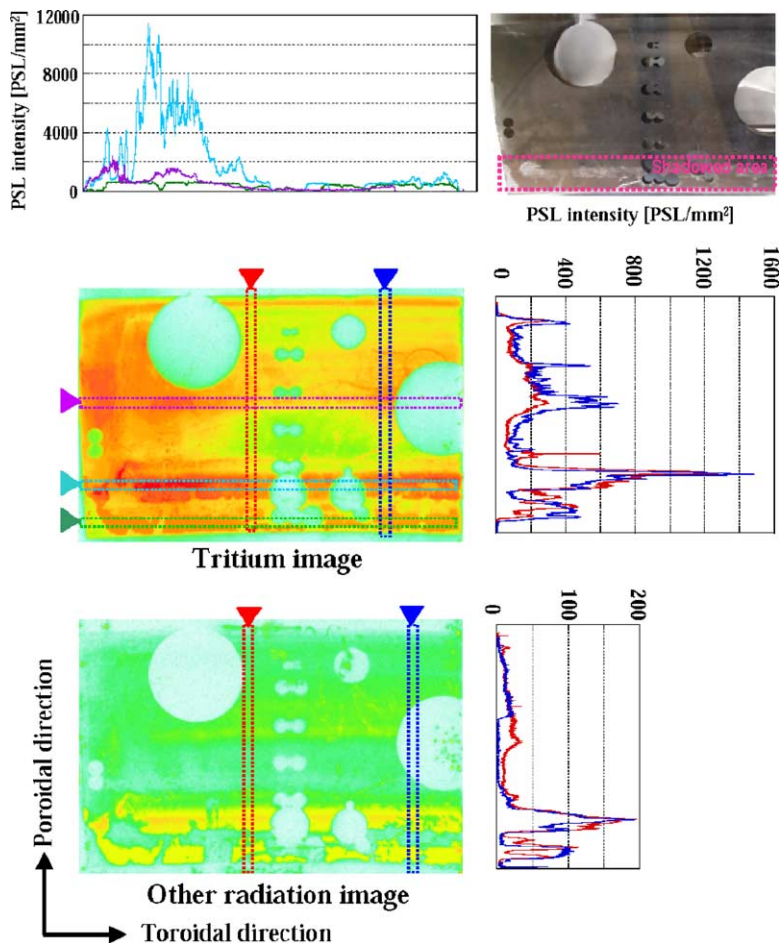 PSL intensity [PSL/mm²]
12000
8000
4000
0
Shadowed area
PSL intensity [PSL/mm²]
0
400
800
1200
1600
Tritium image
0
100
200
Poroidal direction
Other radiation image
Toroidal direction